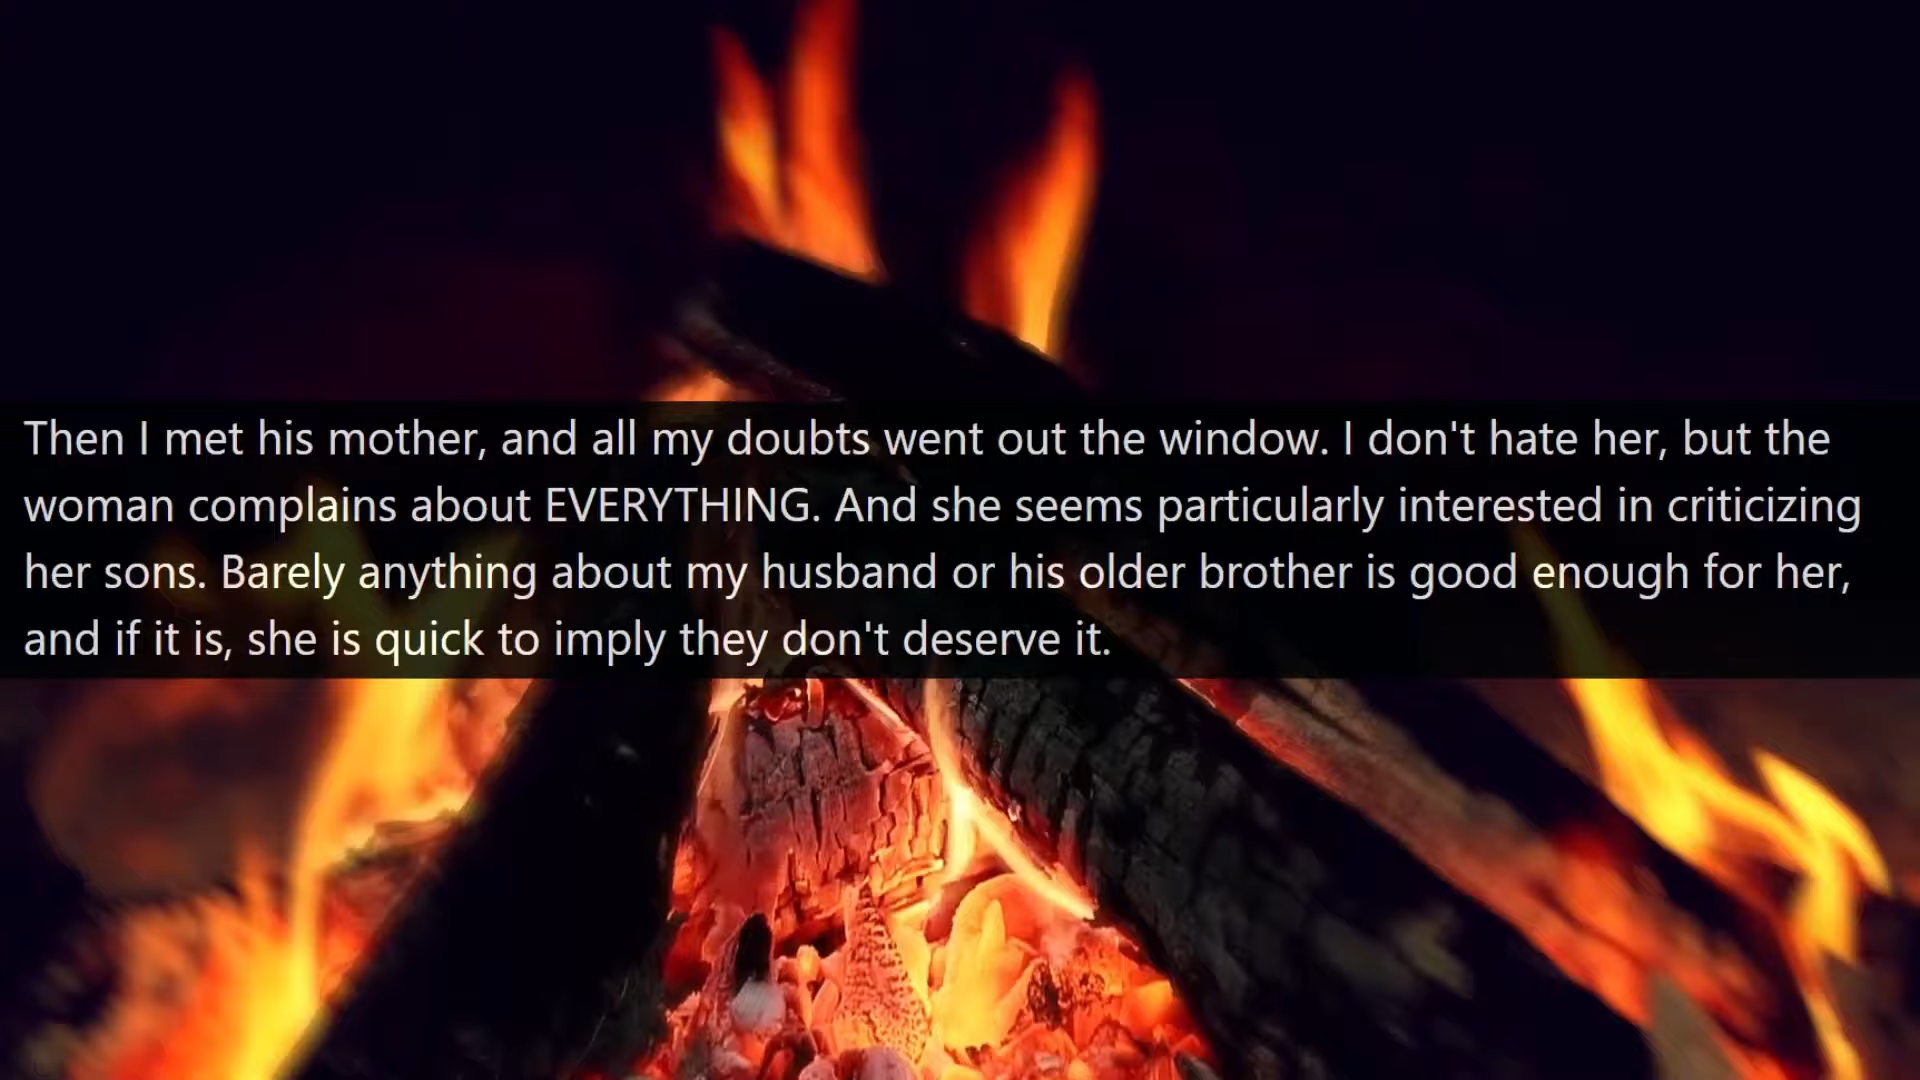 Then I met his mother, and all my doubts went out the window. I don't hate her, but the
woman complains about EVERYTHING. And she seems particularly interested in criticizing
her sons. Barely anything about my husband or his older brother is good enough for her,
and if it is, she is quick to imply they don't deserve it.